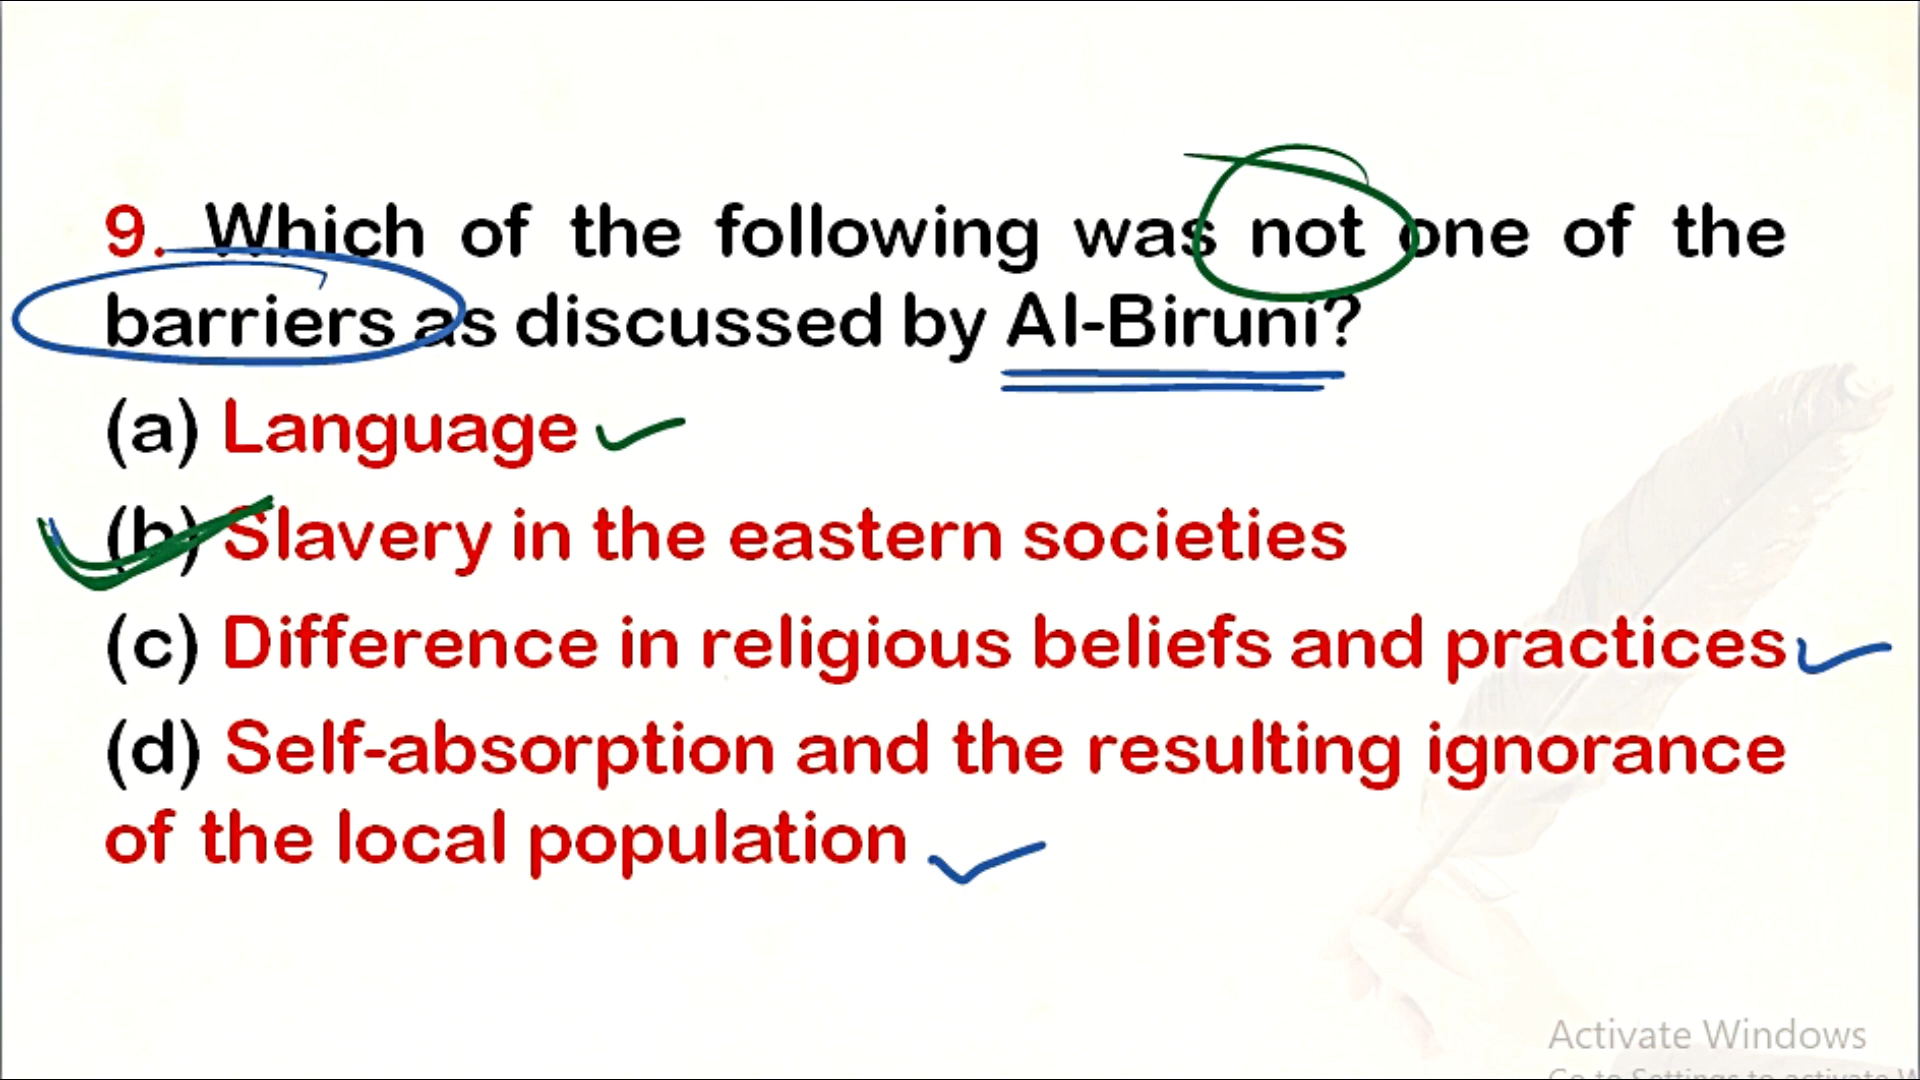 9. Which of the following was not one of the
barriers as discussed by Al-Biruni?
(a) Language
(b) Slavery in the eastern societies
(c) Difference in religious beliefs and practices
(d) Self-absorption and the resulting ignorance
of the local population
Activate Windows
Go to Settings to activate W